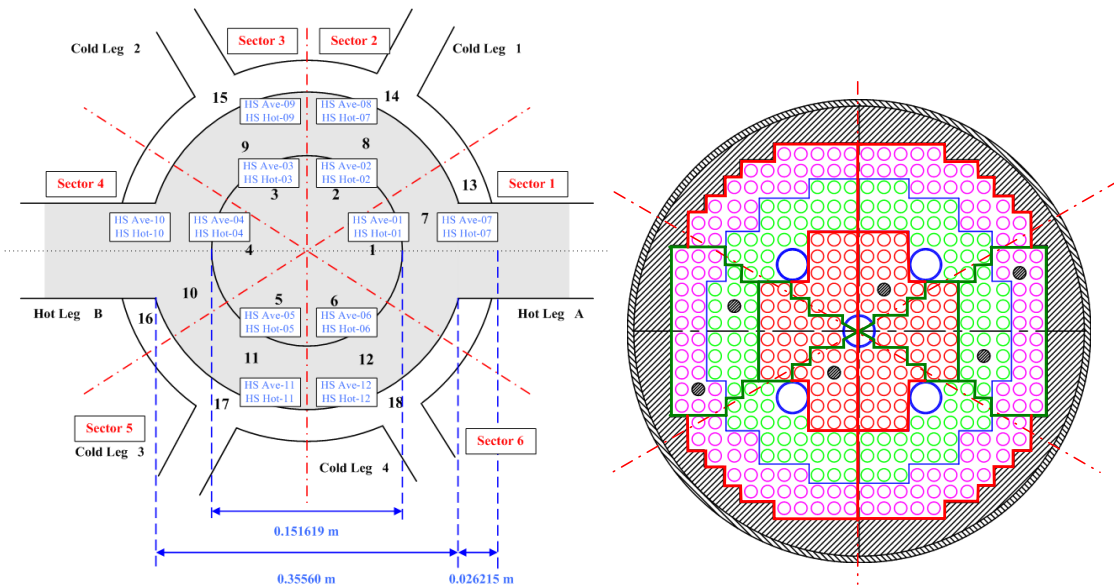 Sector 3
Sector 2
Cold Leg 2
Cold Leg 1
15
14
HS Ave-09
HS Hot-09
HS Ave-08
HS Hot-07
9
8
HS Ave-03
HS Hot-03
HS Ave-02
HS Hot-02
3
2
13
Sector 4
Sector 1
HS Ave-10
HS Hot-10
HS Ave-04
HS Hot-04
HS Ave-01
HS Hot-01
7
HS Ave-07
HS Hot-07
4
1
10
5
6
Hot Leg B
16
HS Ave-05
HS Hot-05
HS Ave-06
HS Hot-06
Hot Leg A
11
12
HS Ave-11
HS Hot-11
HS Ave-12
HS Hot-12
17
18
Sector 5
Cold Leg 3
Sector 6
Cold Leg 4
0.151619 m
0.35560 m
0.026215 m